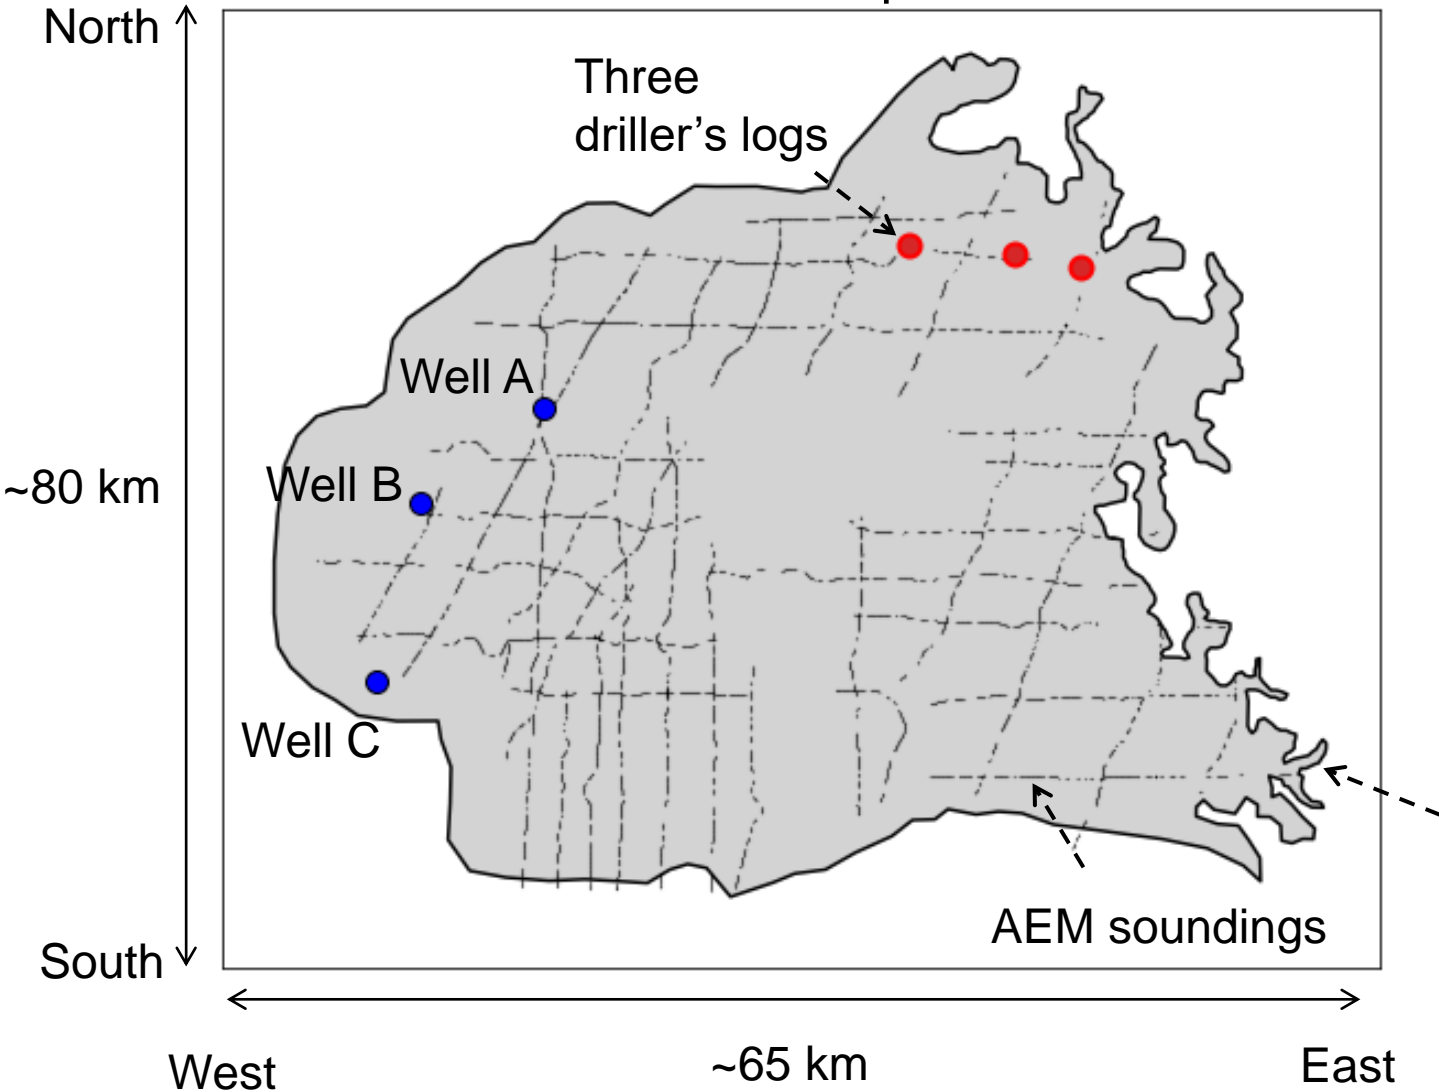 North
Three
driller’s logs
Well A
Well B
~80 km
Well C
AEM soundings
South
West
~65 km
East